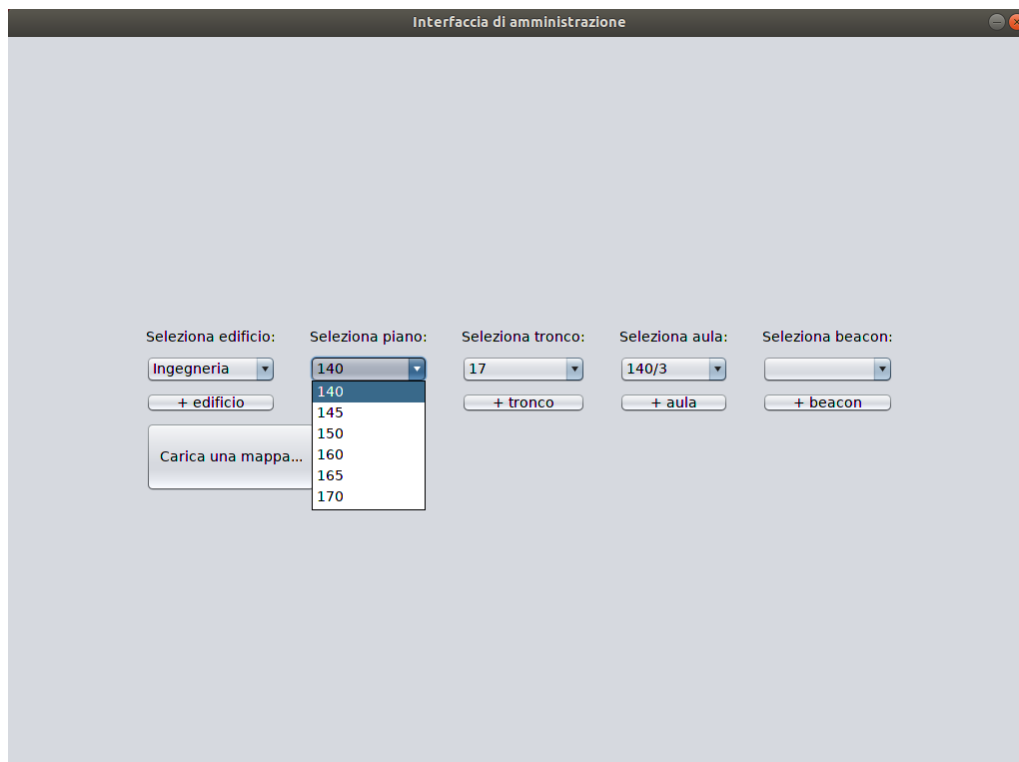 Interfaccia di amministrazione
Seleziona edificio: Seleziona piano: Seleziona tronco: Seleziona aula: Seleziona beacon:
Ingegneria 140 17 140/3
+ edificio 140 + tronco + aula + beacon
145
150
Carica una mappa... 160
165
170